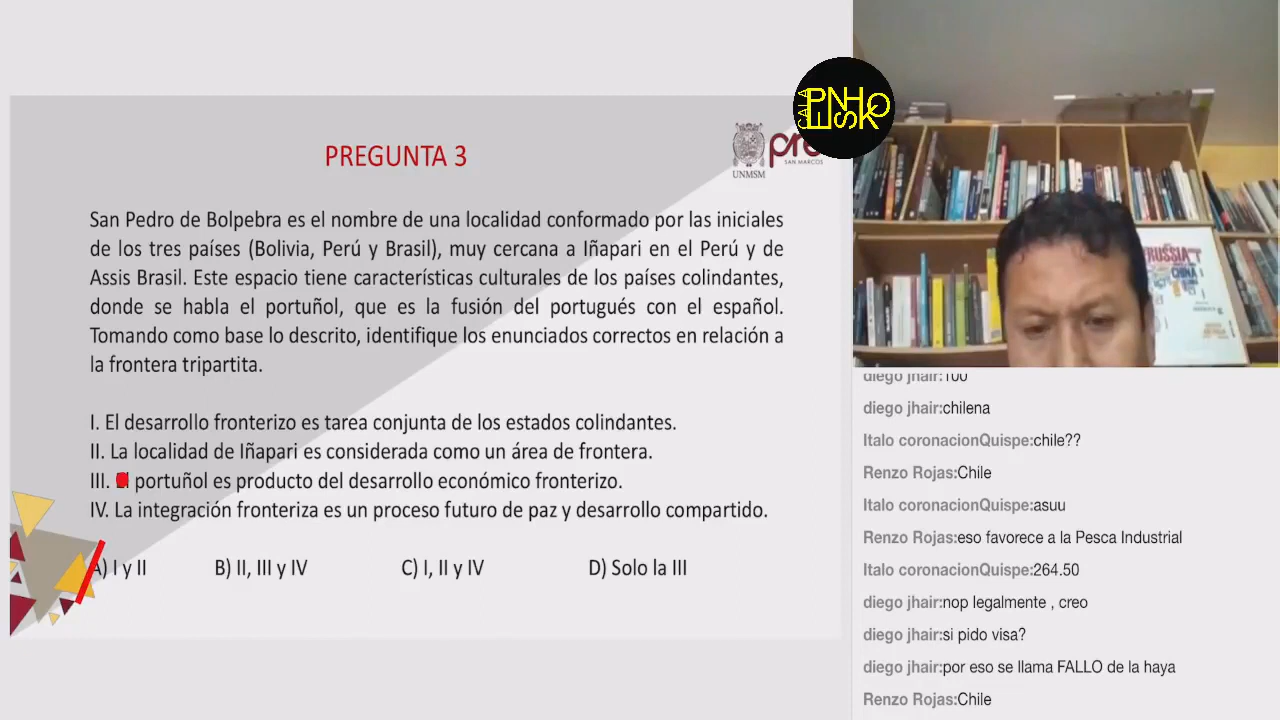 PREGUNTA 3
UNMSM
SAN MARCOS
CALA
PENHSKO
San Pedro de Bolpebra es el nombre de una localidad conformado por las iniciales
de los tres países (Bolivia, Perú y Brasil), muy cercana a Iñapari en el Perú y de
Assis Brasil. Este espacio tiene características culturales de los países colindantes,
donde se habla el portuñol, que es la fusión del portugués con el español.
Tomando como base lo descrito, identifique los enunciados correctos en relación a
la frontera tripartita.
I. El desarrollo fronterizo es tarea conjunta de los estados colindantes.
II. La localidad de Iñapari es considerada como un área de frontera.
III. El portuñol es producto del desarrollo económico fronterizo.
IV. La integración fronteriza es un proceso futuro de paz y desarrollo compartido.
A) I y II B) II, III y IV C) I, II y IV D) Solo la III
RUSSIA
CHINA
diego jhair:100
diego jhair:chilena
Italo coronacionQuispe:chile??
Renzo Rojas:Chile
Italo coronacionQuispe:asuu
Renzo Rojas:eso favorece a la Pesca Industrial
Italo coronacionQuispe:264.50
diego jhair:nop legalmente , creo
diego jhair:si pido visa?
diego jhair:por eso se llama FALLO de la haya
Renzo Rojas:Chile